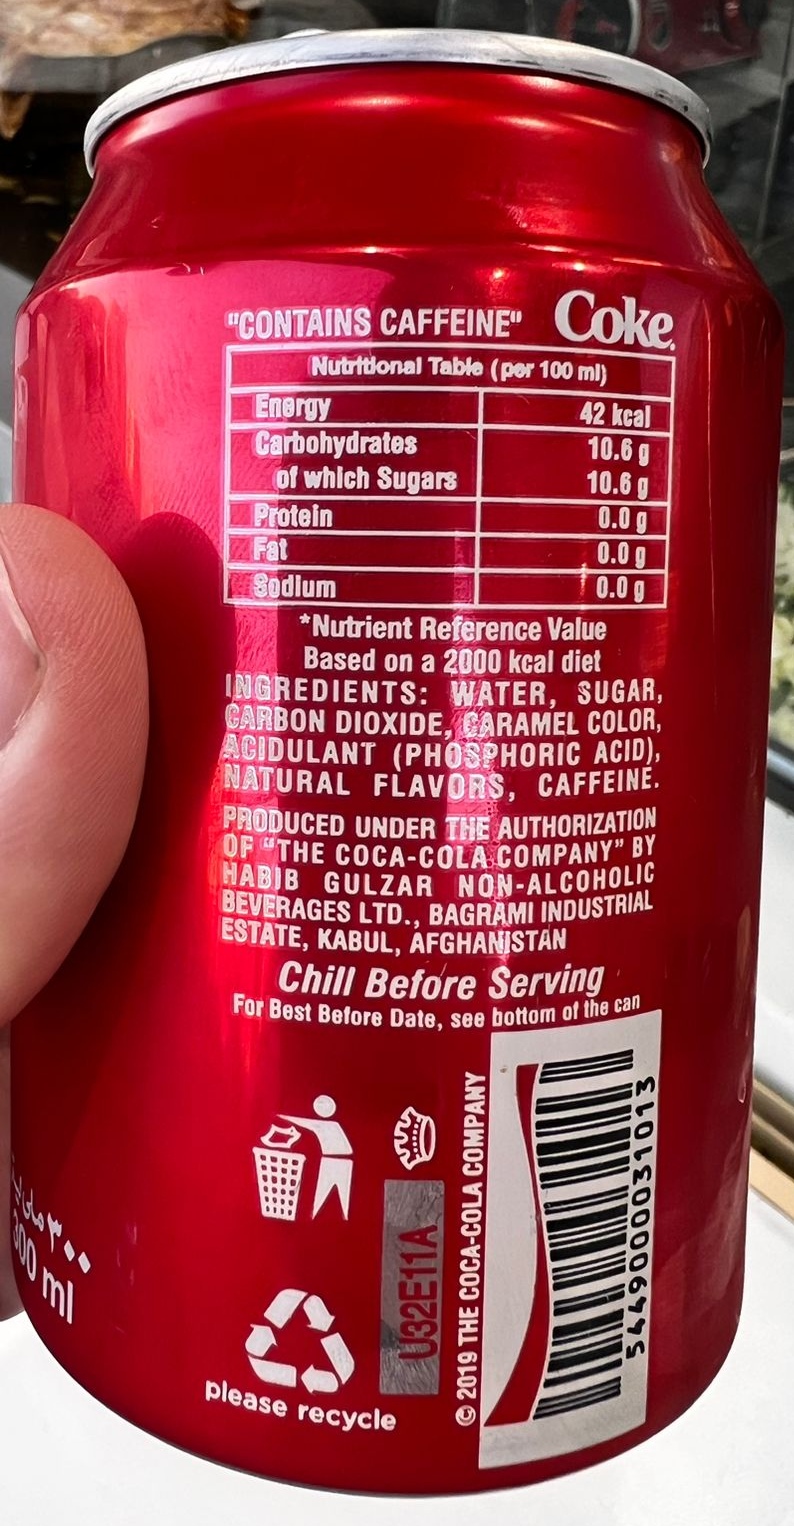 "CONTAINS CAFFEINE" Coke
Nutritional Table (per 100 ml)
Energy 42 kcal
Carbohydrates 10.6 g
of which Sugars 10.6 g
Protein 0.0 g
Fat 0.0 g
Sodium 0.0 g
*Nutrient Reference Value
Based on a 2000 kcal diet
INGREDIENTS: WATER, SUGAR,
CARBON DIOXIDE, CARAMEL COLOR,
ACIDULANT (PHOSPHORIC ACID),
NATURAL FLAVORS, CAFFEINE.
PRODUCED UNDER THE AUTHORIZATION
OF "THE COCA-COLA COMPANY" BY
HABIB GULZAR NON-ALCOHOLIC
BEVERAGES LTD., BAGRAMI INDUSTRIAL
ESTATE, KABUL, AFGHANISTAN
Chill Before Serving
For Best Before Date, see bottom of the can
© 2019 THE COCA-COLA COMPANY
5449000031013
U32E11A
please recycle
۳۰۰
300 ml